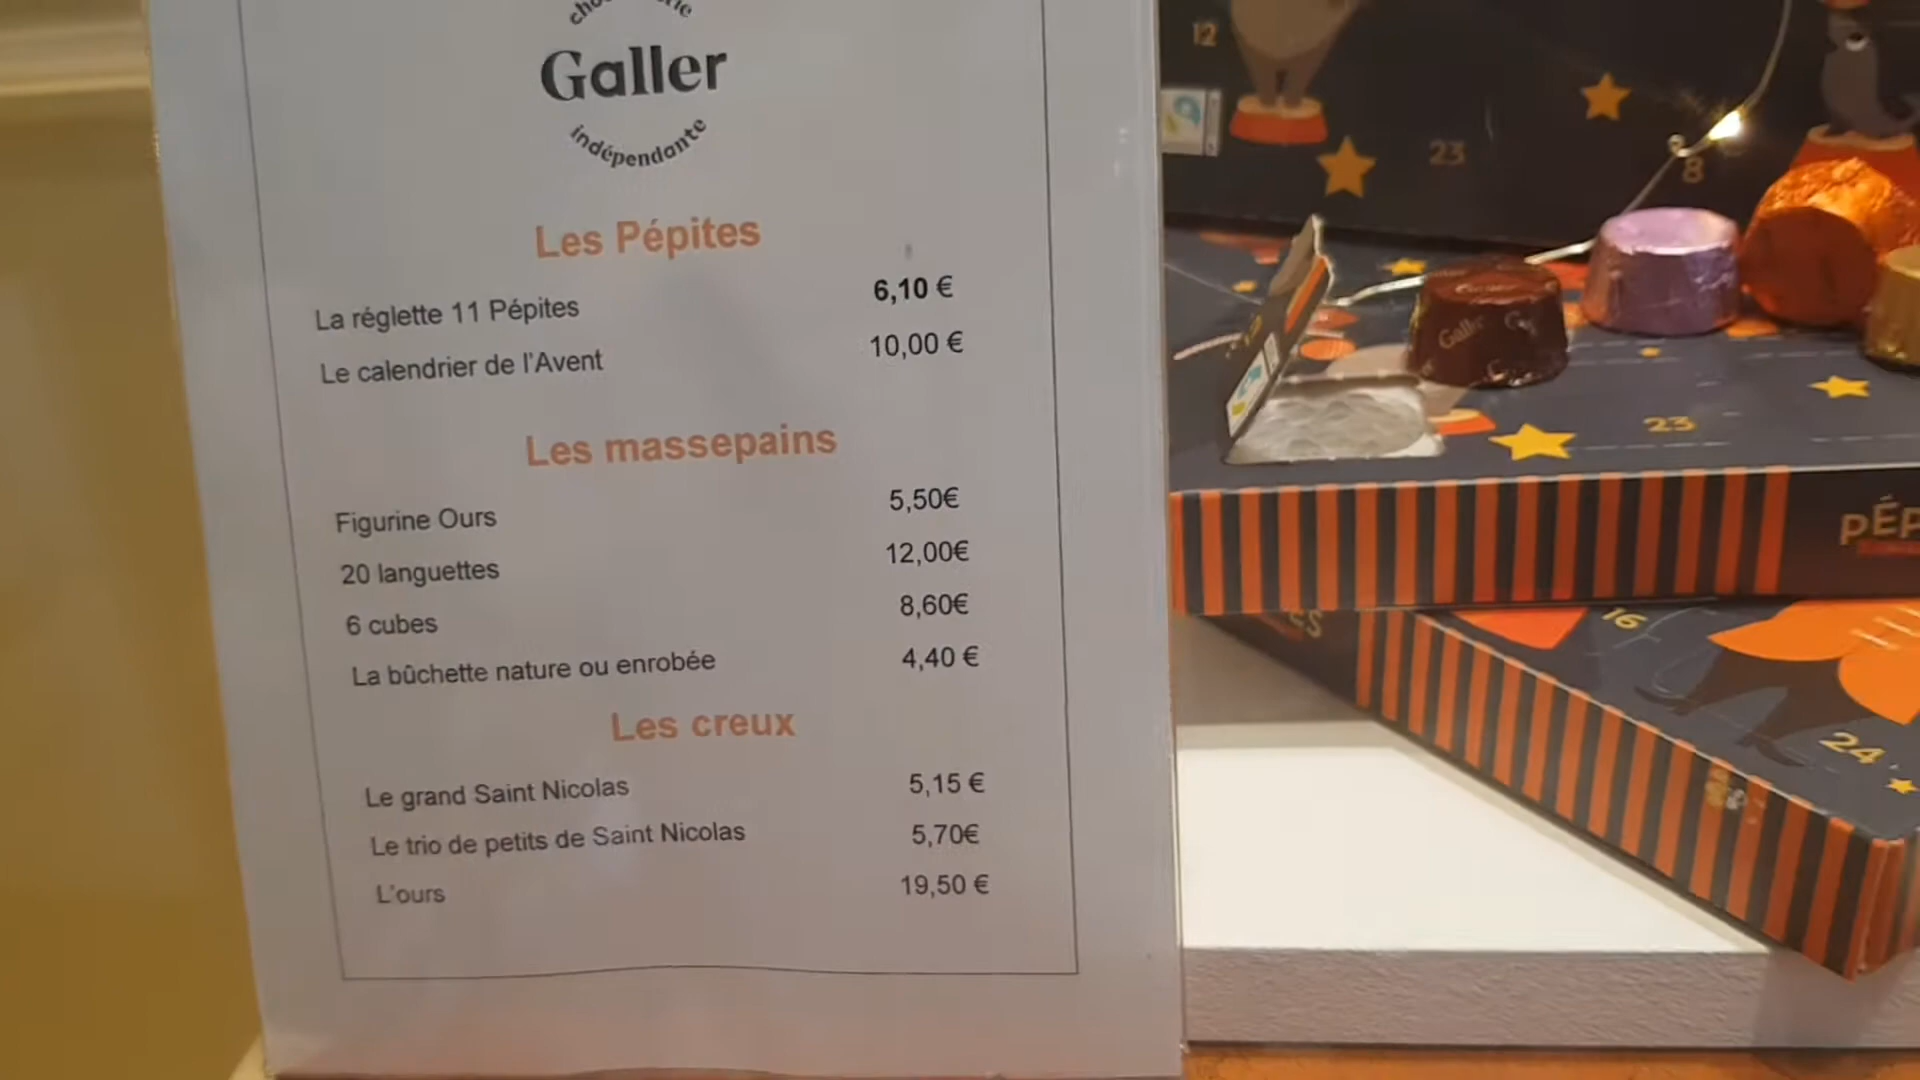 Galler
indépendante
Les Pépites
La réglette 11 Pépites 6,10 €
Le calendrier de l'Avent 10,00 €
Les massepains
Figurine Ours 5,50€
20 languettes 12,00€
6 cubes 8,60€
La bûchette nature ou enrobée 4,40 €
Les creux
Le grand Saint Nicolas 5,15 €
Le trio de petits de Saint Nicolas 5,70€
L'ours 19,50 €
12
23
8
Galler
23
16
24